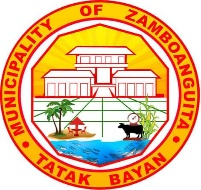 MUNICIPALITY OF ZAMBOANGUITA
TATAK BAYAN